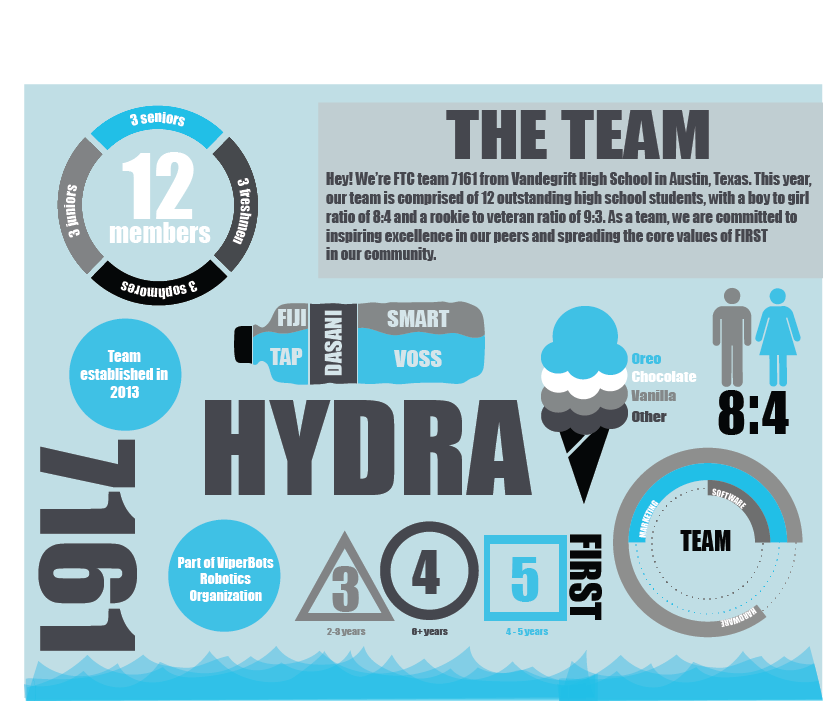 3 seniors
3 juniors
3 freshmen
3 sophmores
12
members
THE TEAM
Hey! We're FTC team 7161 from Vandegrift High School in Austin, Texas. This year,
our team is comprised of 12 outstanding high school students, with a boy to girl
ratio of 8:4 and a rookie to veteran ratio of 9:3. As a team, we are committed to
inspiring excellence in our peers and spreading the core values of FIRST
in our community.
Team
established in
2013
FIJI
TAP
DASANI
SMART
VOSS
Oreo
Chocolate
Vanilla
Other
8:4
HYDRA
7161
Part of ViperBots
Robotics
Organization
3
2-3 years
4
6+ years
5
4 - 5 years
FIRST
MARKETING
SOFTWARE
TEAM
HARDWARE